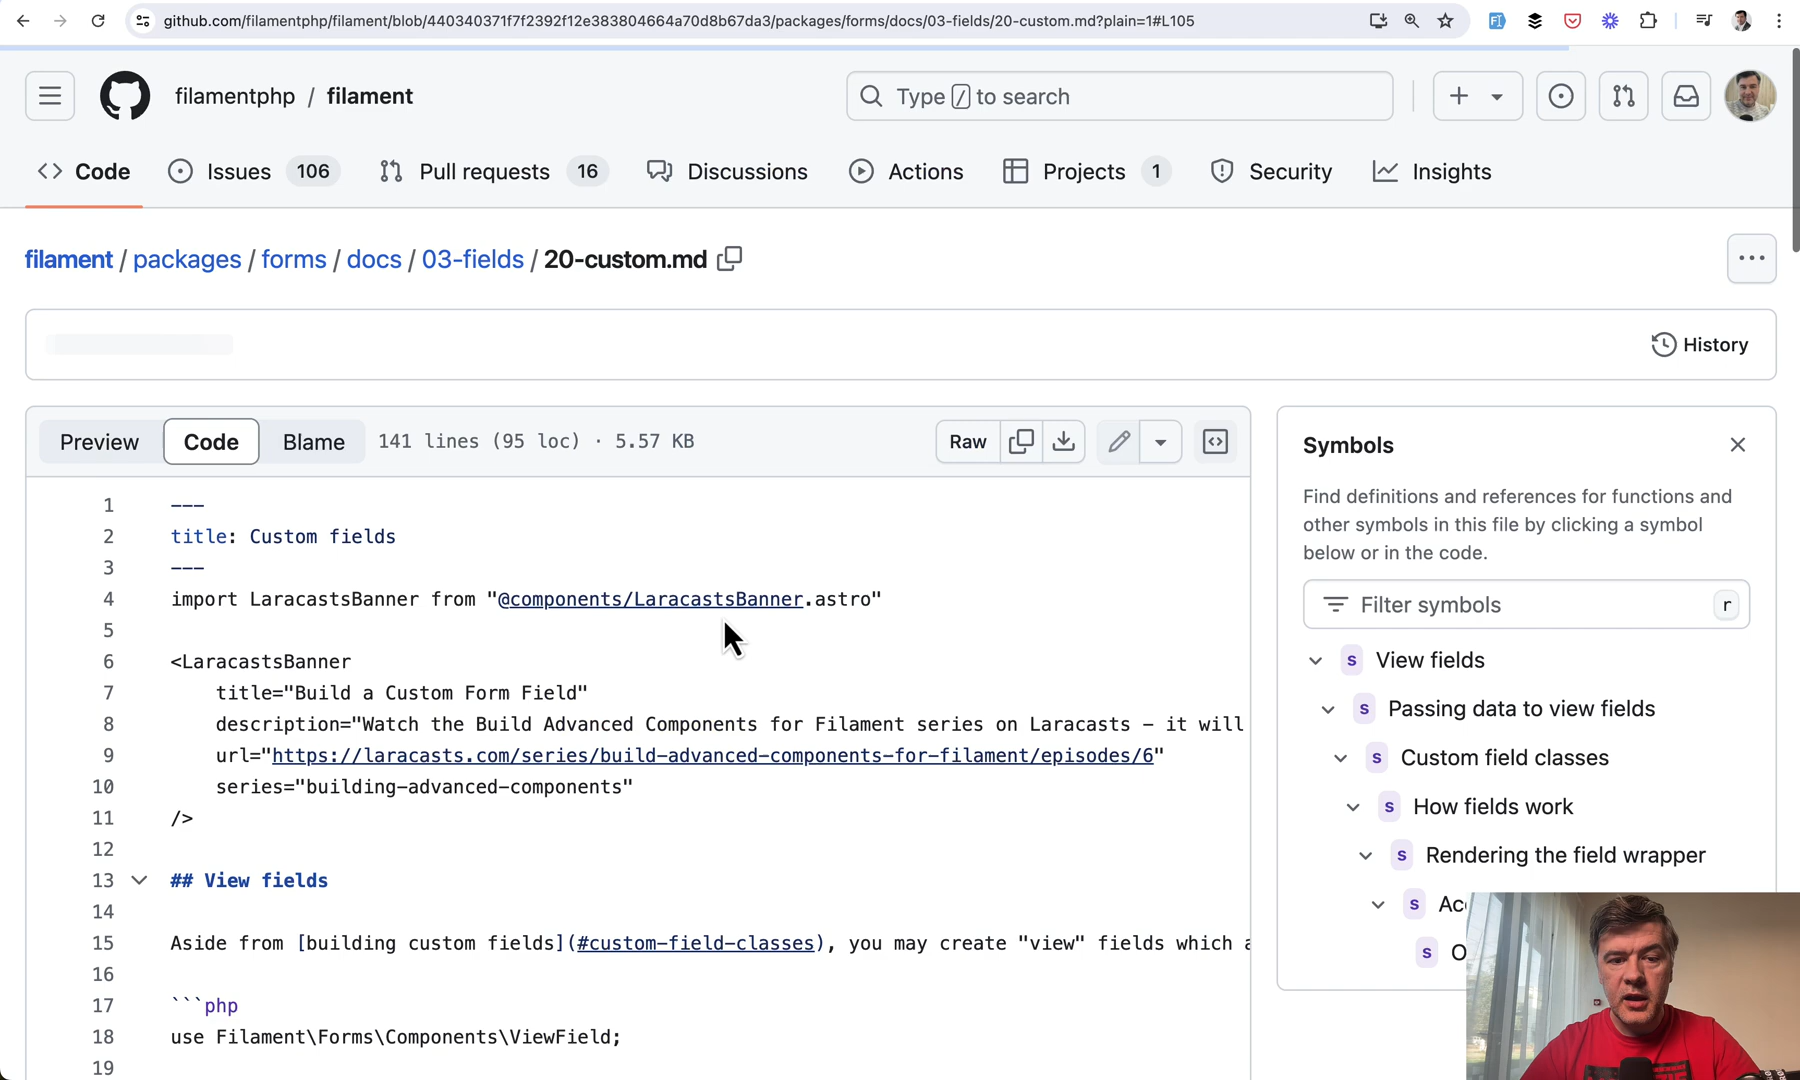 github.com/filamentphp/filament/blob/440340371f7f2392f12e383804664a70d8b67da3/packages/forms/docs/03-fields/20-custom.md?plain=1#L105
filamentphp / filament
Type / to search
Code
Issues 106
Pull requests 16
Discussions
Actions
Projects 1
Security
Insights
filament / packages / forms / docs / 03-fields / 20-custom.md
History
Preview
Code
Blame
141 lines (95 loc) · 5.57 KB
Raw
1 ---
2 title: Custom fields
3 ---
4 import LaracastsBanner from "@components/LaracastsBanner.astro"
5
6 <LaracastsBanner
7 title="Build a Custom Form Field"
8 description="Watch the Build Advanced Components for Filament series on Laracasts - it will
9 url="https://laracasts.com/series/build-advanced-components-for-filament/episodes/6"
10 series="building-advanced-components"
11 />
12
13 ## View fields
14
15 Aside from [building custom fields](#custom-field-classes), you may create "view" fields which a
16
17 ```php
18 use Filament\Forms\Components\ViewField;
19
Symbols
Find definitions and references for functions and
other symbols in this file by clicking a symbol
below or in the code.
Filter symbols r
s View fields
s Passing data to view fields
s Custom field classes
s How fields work
s Rendering the field wrapper
s Acc
s O